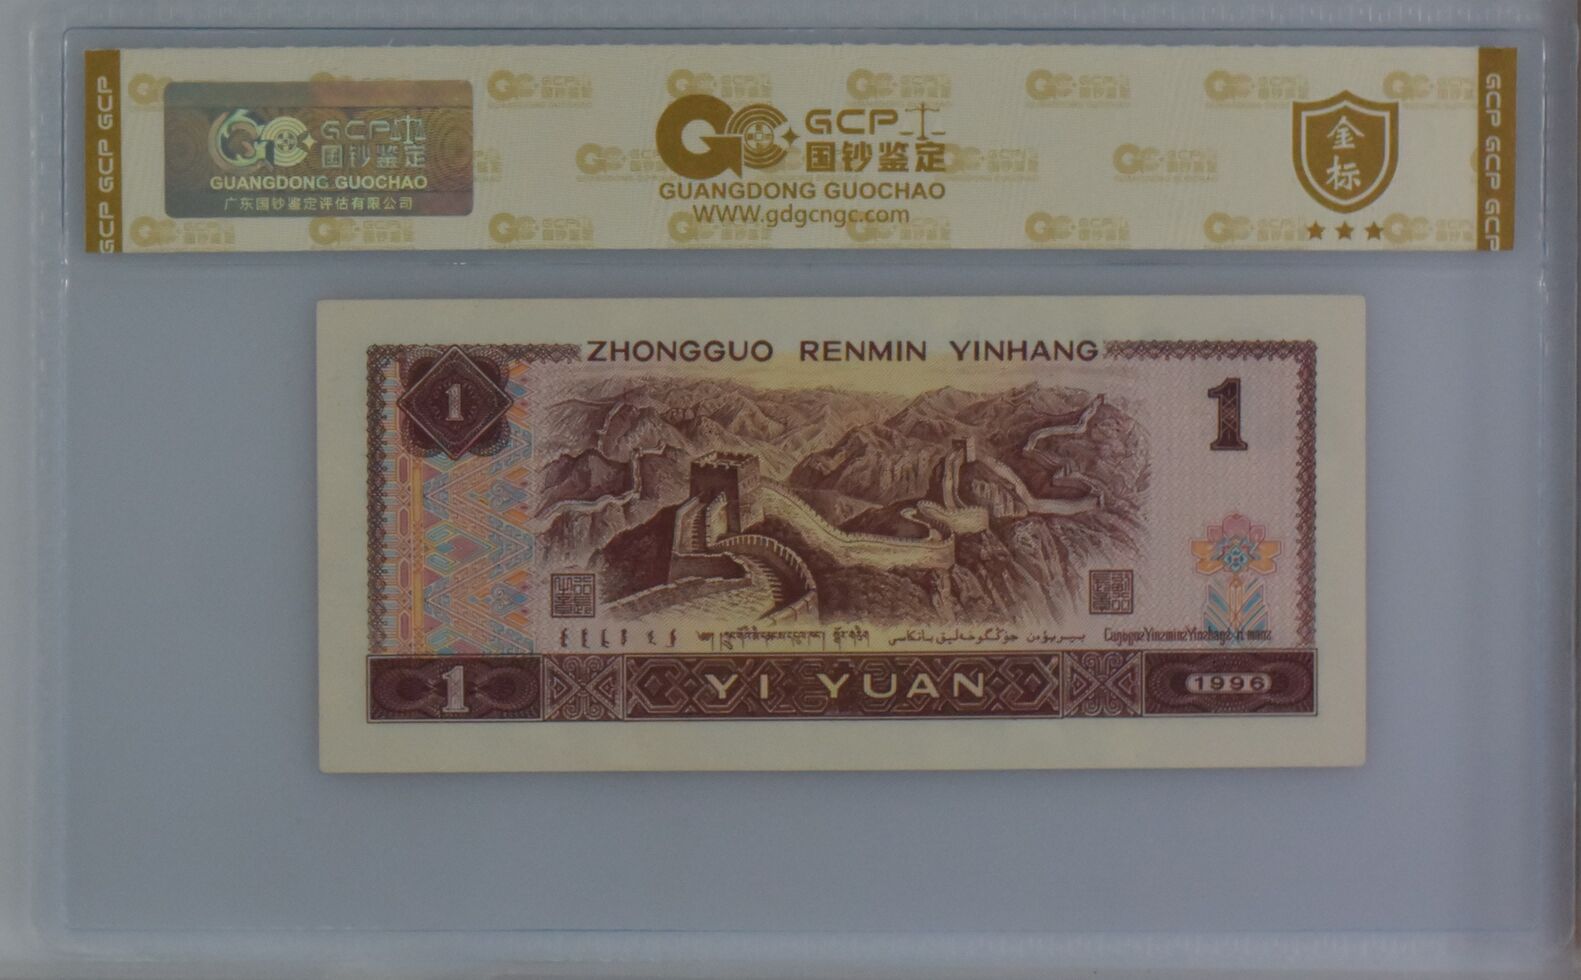 GCP GCP GCP
GCP 国钞鉴定
GUANGDONG GUOCHAO
广东国钞鉴定评估有限公司
GCP
国钞鉴定
GUANGDONG GUOCHAO
WWW.gdgcngc.com
金标
GCP GCP GCP
ZHONGGUO RENMIN YINHANG
1
1
1
YI YUAN
1996